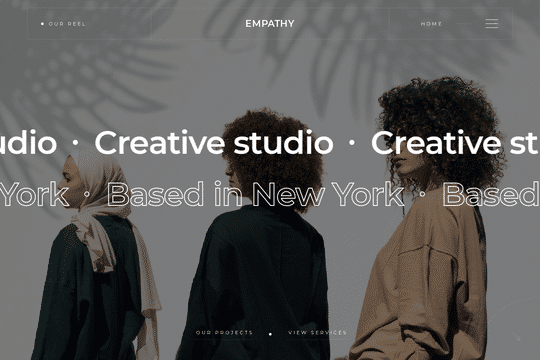 OUR REEL
EMPATHY
HOME
udio · Creative studio · Creative st
York ∘ Based in New York ∘ Based
OUR PROJECTS • VIEW SERVICES